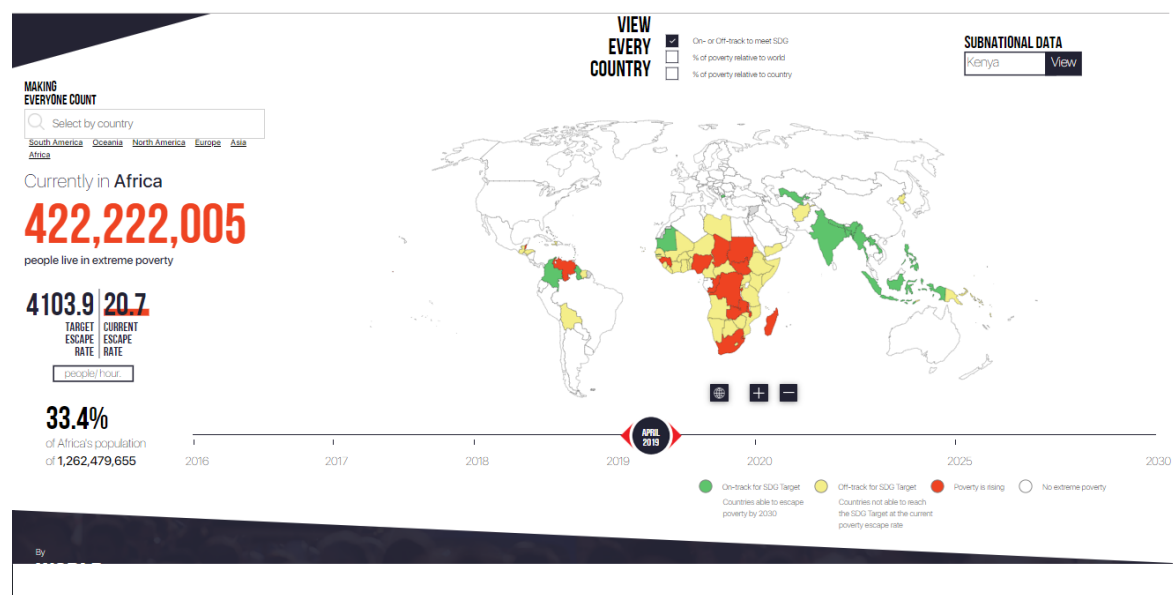 VIEW
EVERY
COUNTRY
On- or Off-track to meet SDG
% of poverty relative to world
% of poverty relative to country
SUBNATIONAL DATA
Kenya
View
MAKING
EVERYONE COUNT
Select by country
South America Oceania North America Europe Asia
Africa
Currently in Africa
422,222,005
people live in extreme poverty
4103.9 20.7
TARGET CURRENT
ESCAPE ESCAPE
RATE RATE
people/ hour.
33.4%
of Africa's population
of 1,262,479,655
APRIL
2019
2016 2017 2018 2019 2020 2025 2030
On-track for SDG Target
Countries able to escape
poverty by 2030
Off-track for SDG Target
Countries not able to reach
the SDG Target at the current
poverty escape rate
Poverty is rising
No extreme poverty
By